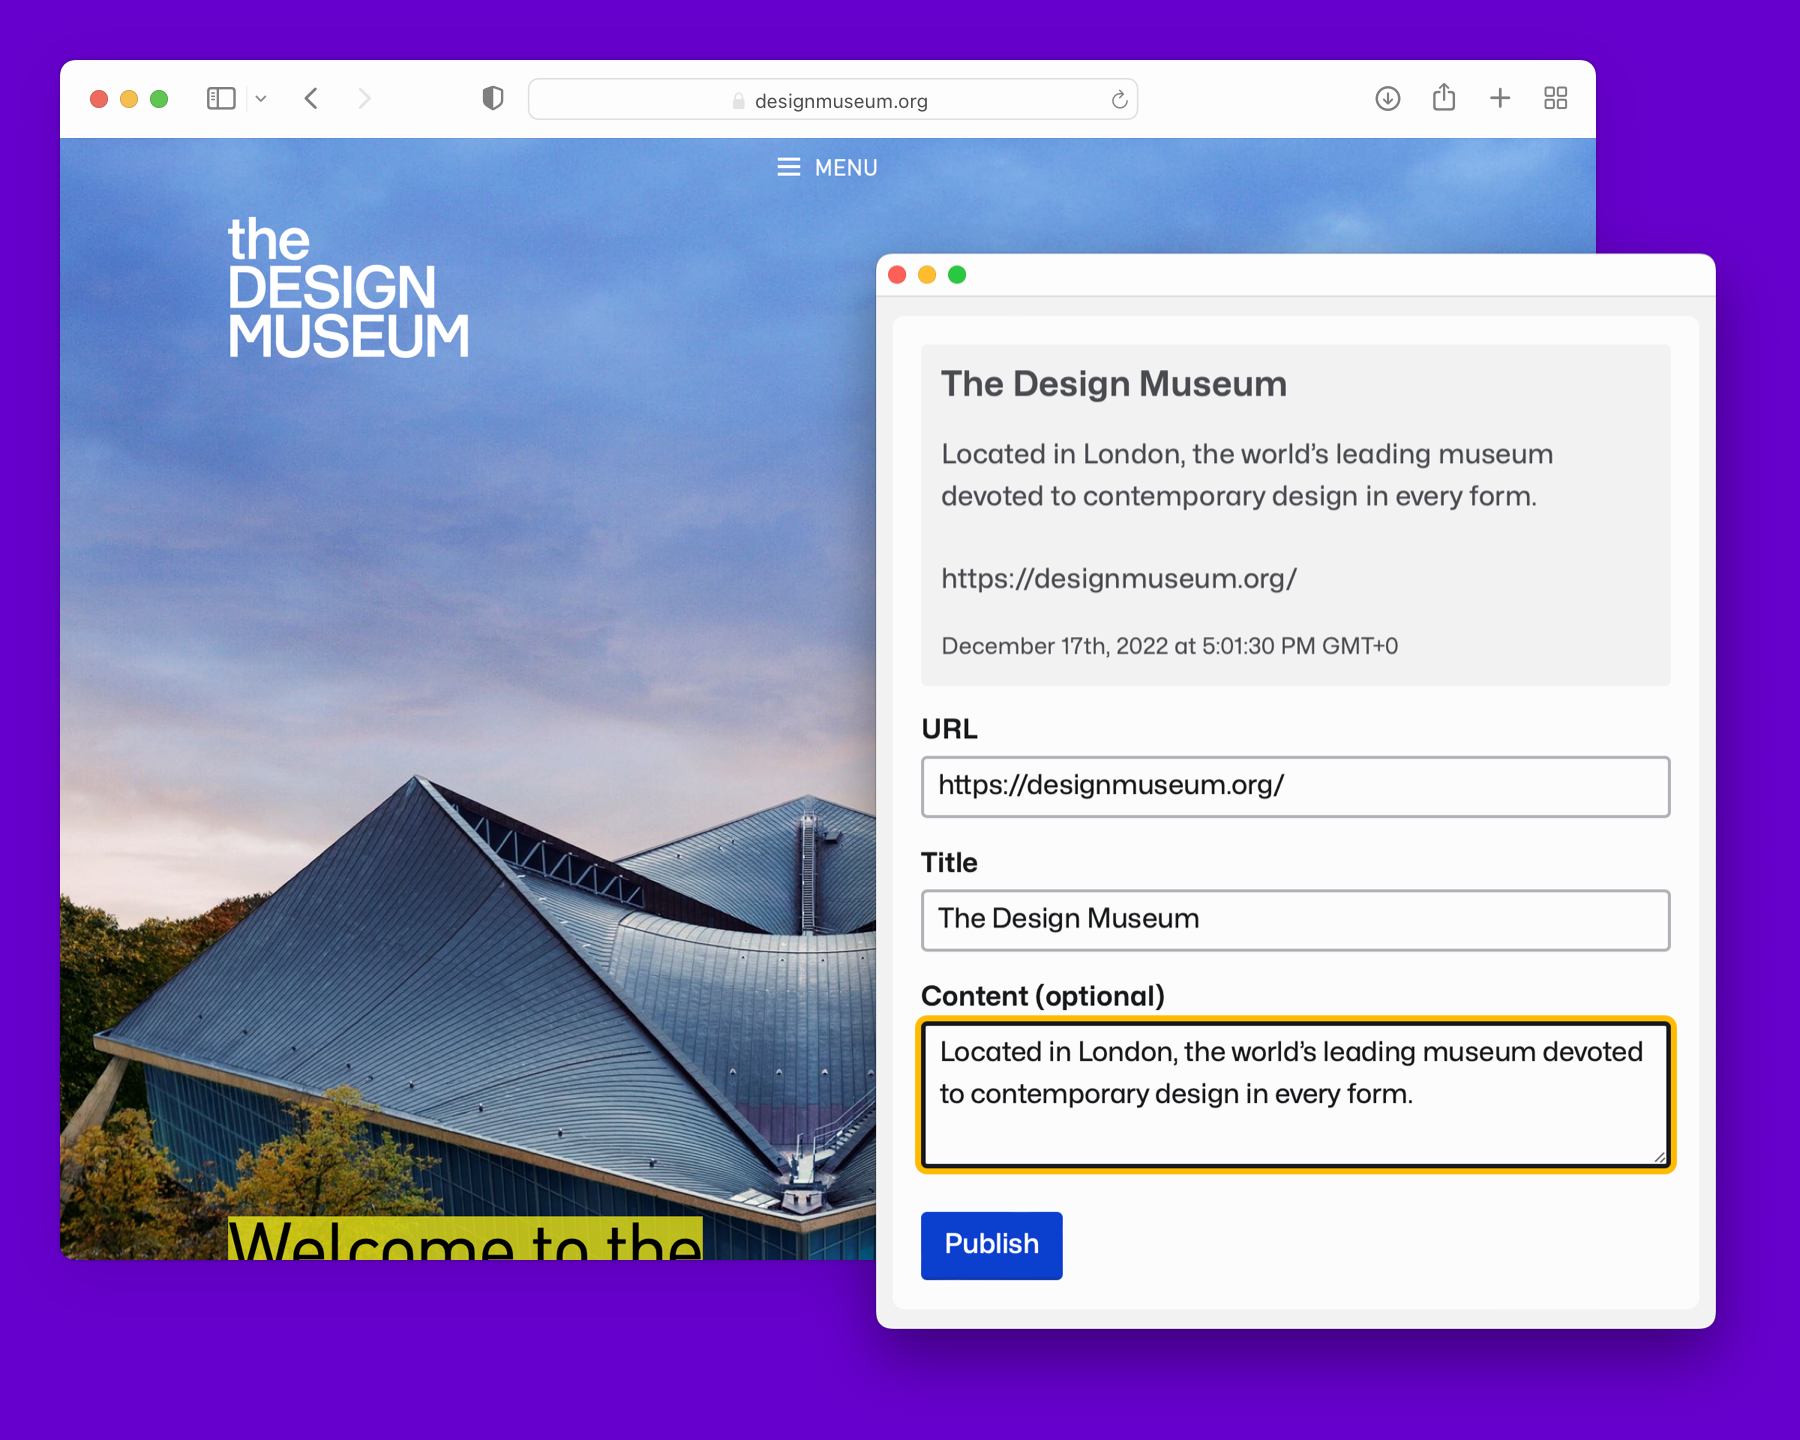 designmuseum.org
MENU
the
DESIGN
MUSEUM
Welcome to the
The Design Museum
Located in London, the world’s leading museum
devoted to contemporary design in every form.
https://designmuseum.org/
December 17th, 2022 at 5:01:30 PM GMT+0
URL
https://designmuseum.org/
Title
The Design Museum
Content (optional)
Located in London, the world’s leading museum devoted
to contemporary design in every form.
Publish